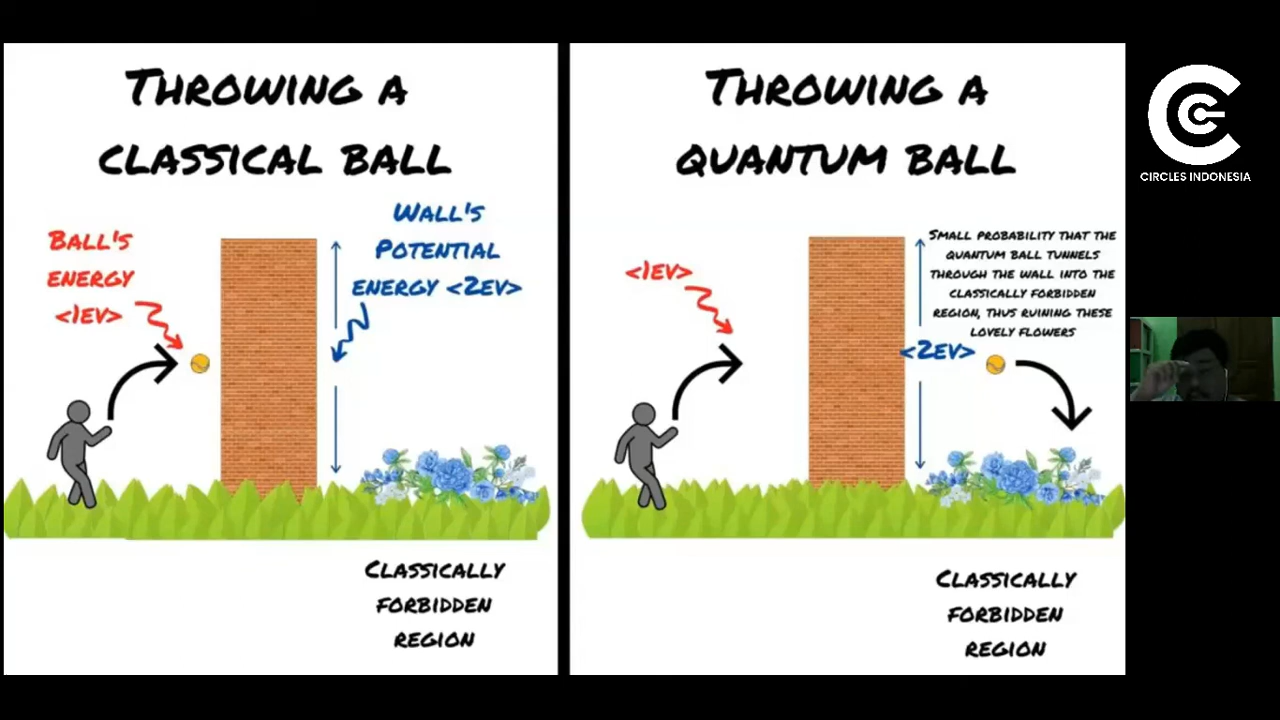 THROWING A
CLASSICAL BALL
BALL'S
ENERGY
<1EV>
WALL'S
POTENTIAL
ENERGY <2EV>
CLASSICALLY
FORBIDDEN
REGION
THROWING A
QUANTUM BALL
<1EV>
SMALL PROBABILITY THAT THE
QUANTUM BALL TUNNELS
THROUGH THE WALL INTO THE
CLASSICALLY FORBIDDEN
REGION, THUS RUINING THESE
LOVELY FLOWERS
<2EV>
CLASSICALLY
FORBIDDEN
REGION
CIRCLES INDONESIA